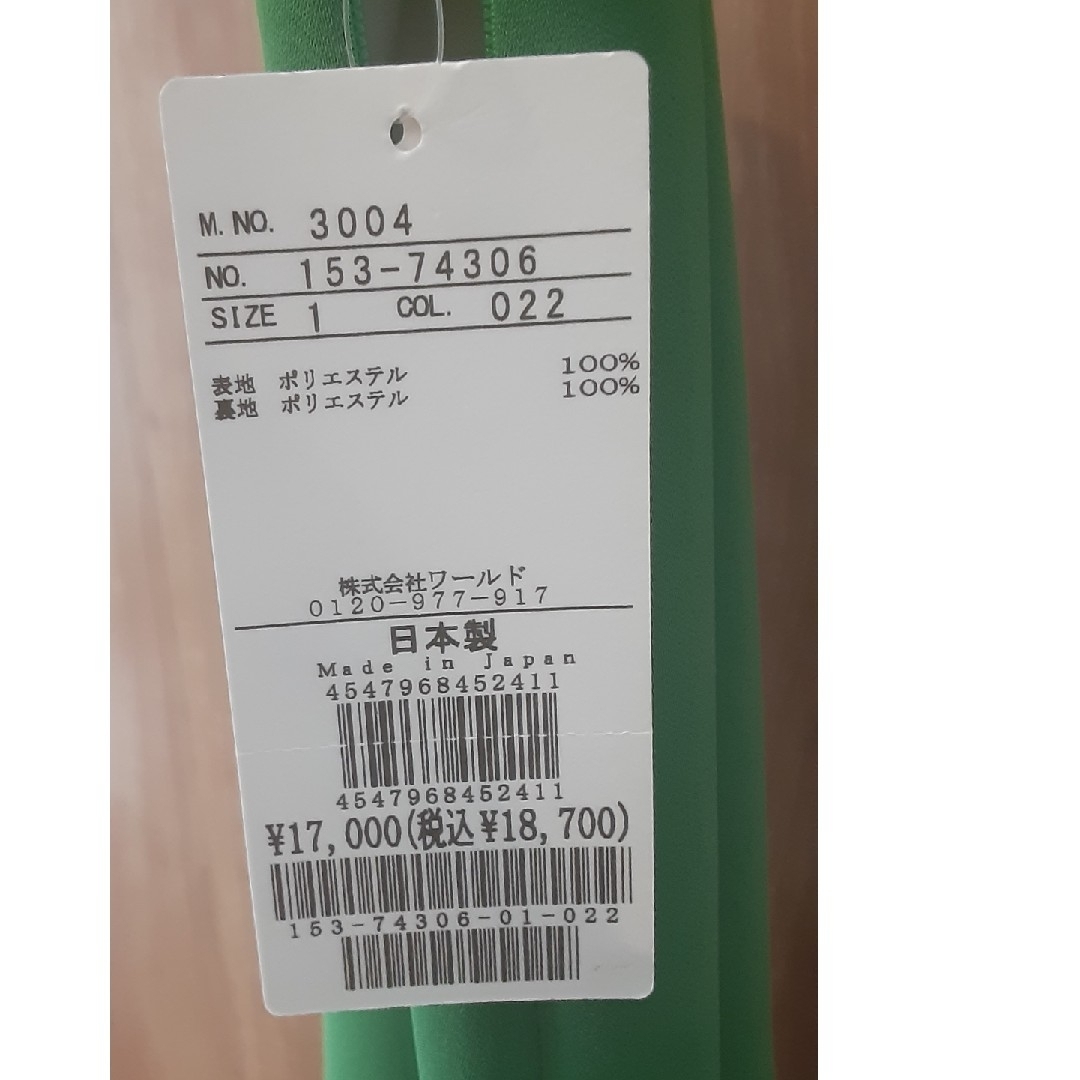 M. NO. 3004
NO. 153-74306
SIZE 1 COL. 022
表地 ポリエステル 100%
裏地 ポリエステル 100%
株式会社ワールド
0120-977-917
日本製
Made in Japan
4547968452411
4547968452411
¥17,000(税込¥18,700)
153-74306-01-022